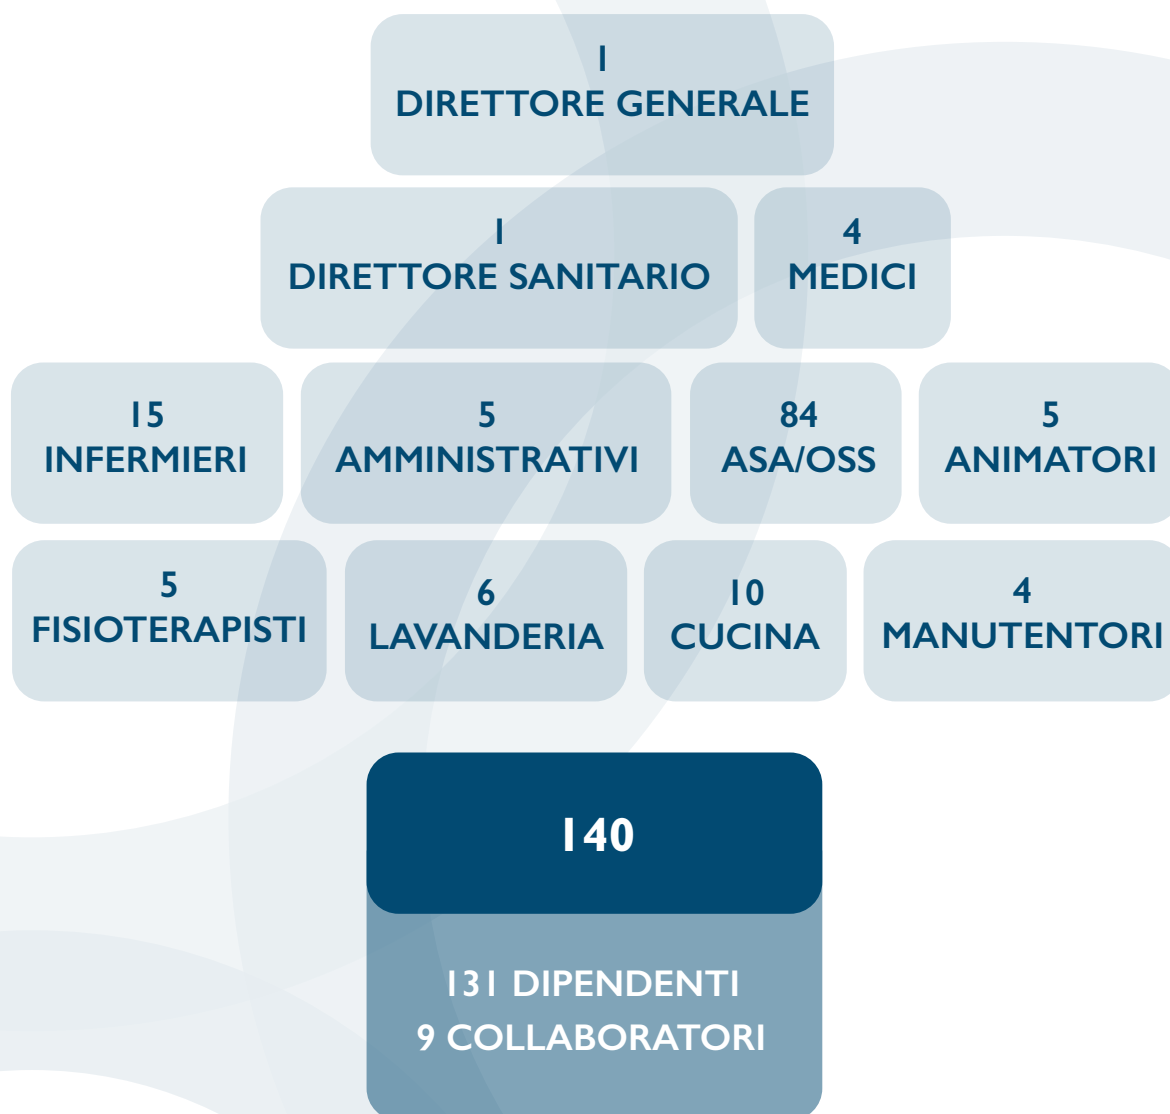 1
DIRETTORE GENERALE
1
DIRETTORE SANITARIO
4
MEDICI
15
INFERMIERI
5
AMMINISTRATIVI
84
ASA/OSS
5
ANIMATORI
5
FISIOTERAPISTI
6
LAVANDERIA
10
CUCINA
4
MANUTENTORI
140
131 DIPENDENTI
9 COLLABORATORI